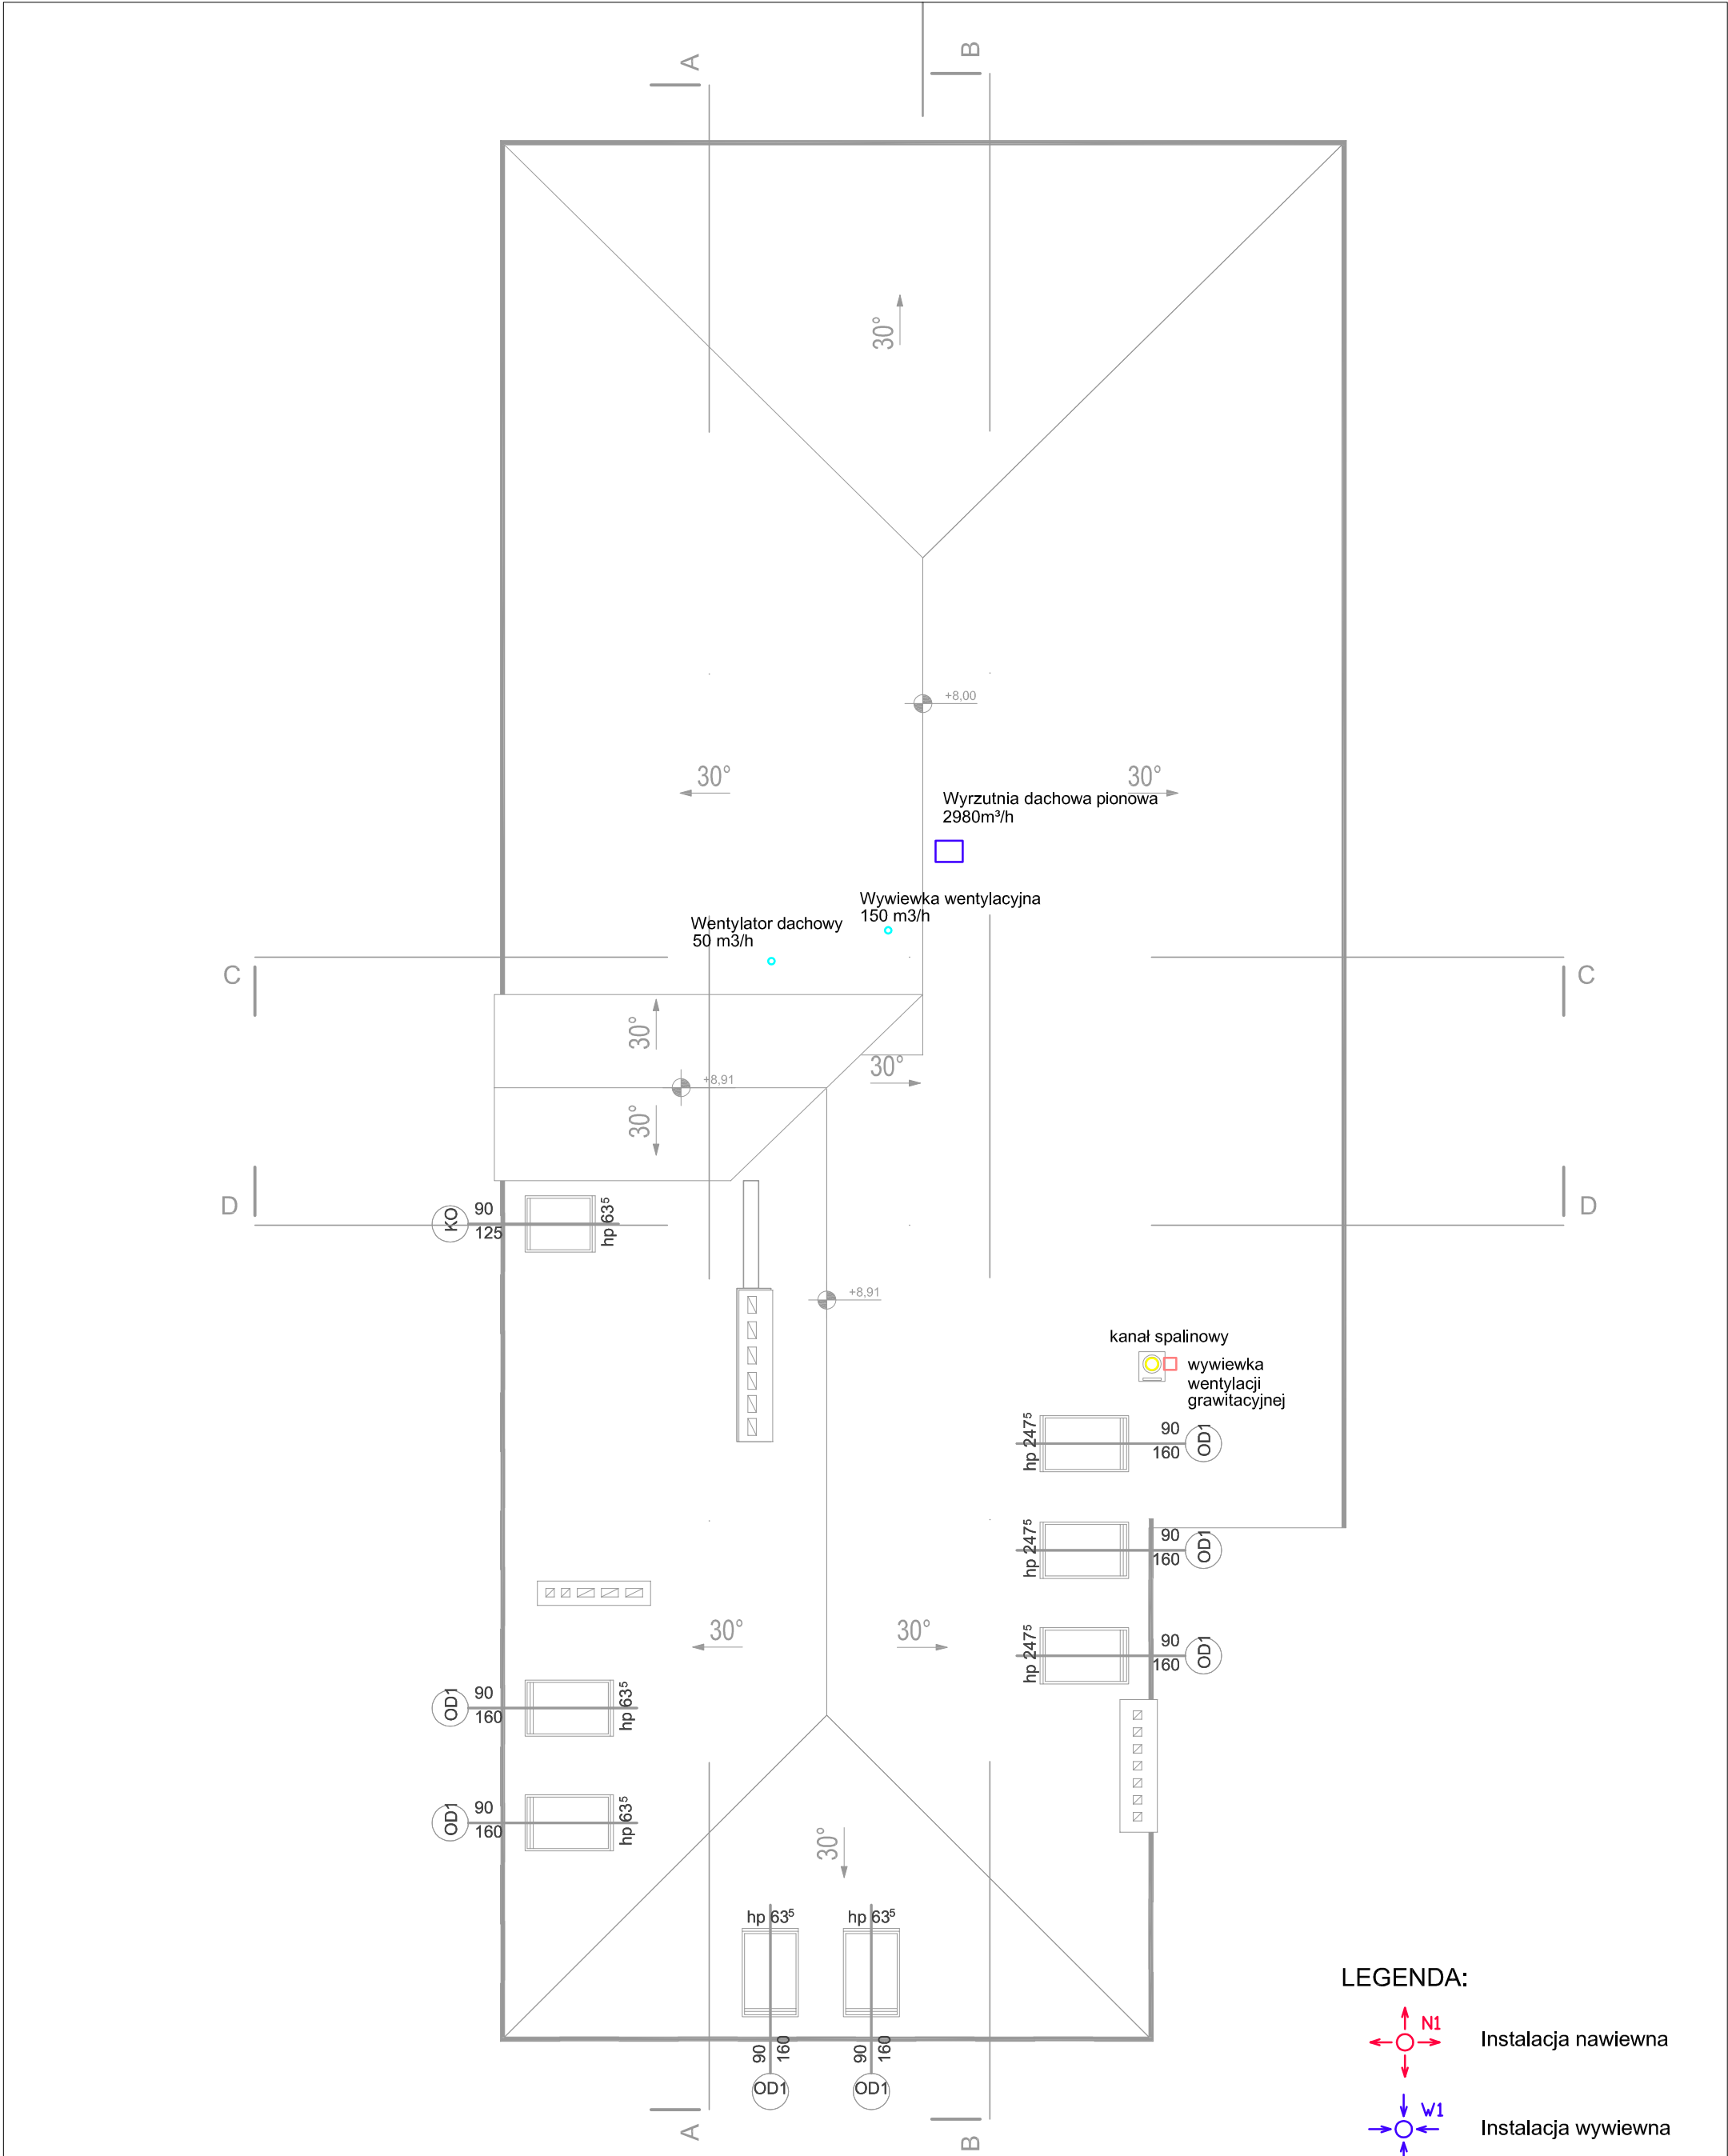 A
B
30°
+8,00
30°
30°
Wyrzutnia dachowa pionowa
2980m³/h
Wywiewka wentylacyjna
150 m3/h
Wentylator dachowy
50 m3/h
C
C
30°
30°
+8,91
30°
D
D
KO
90
125
hp 63⁵
+8,91
kanał spalinowy
wywiewka
wentylacji
grawitacyjnej
hp 247⁵
90
160
OD1
hp 247⁵
90
160
OD1
30°
30°
hp 247⁵
90
160
OD1
OD1
90
160
hp 63⁵
OD1
90
160
hp 63⁵
30°
hp 63⁵
hp 63⁵
90
160
90
160
OD1
OD1
A
B
LEGENDA:
N1
Instalacja nawiewna
W1
Instalacja wywiewna